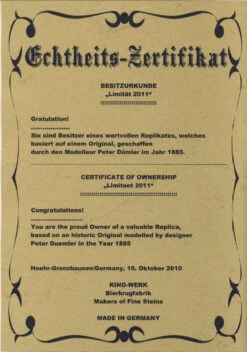 Echtheits-Zertifikat
BESITZURKUNDE
„Limität 2011“
Gratulation!
Sie sind Besitzer eines wertvollen Replikates, welches
basiert auf einem Original, geschaffen
durch den Modelleur Peter Dümler im Jahr 1885.
CERTIFICATE OF OWNERSHIP
„Limitaet 2011“
Congratulations!
You are the proud Owner of a valuable Replica,
based on an historic Original modelled by designer
Peter Duemler in the Year 1885
Hoehr-Grenzhausen/Germany, 10. Oktober 2010
KING-WERK
Bierkrugfabrik
Makers of Fine Steins
MADE IN GERMANY